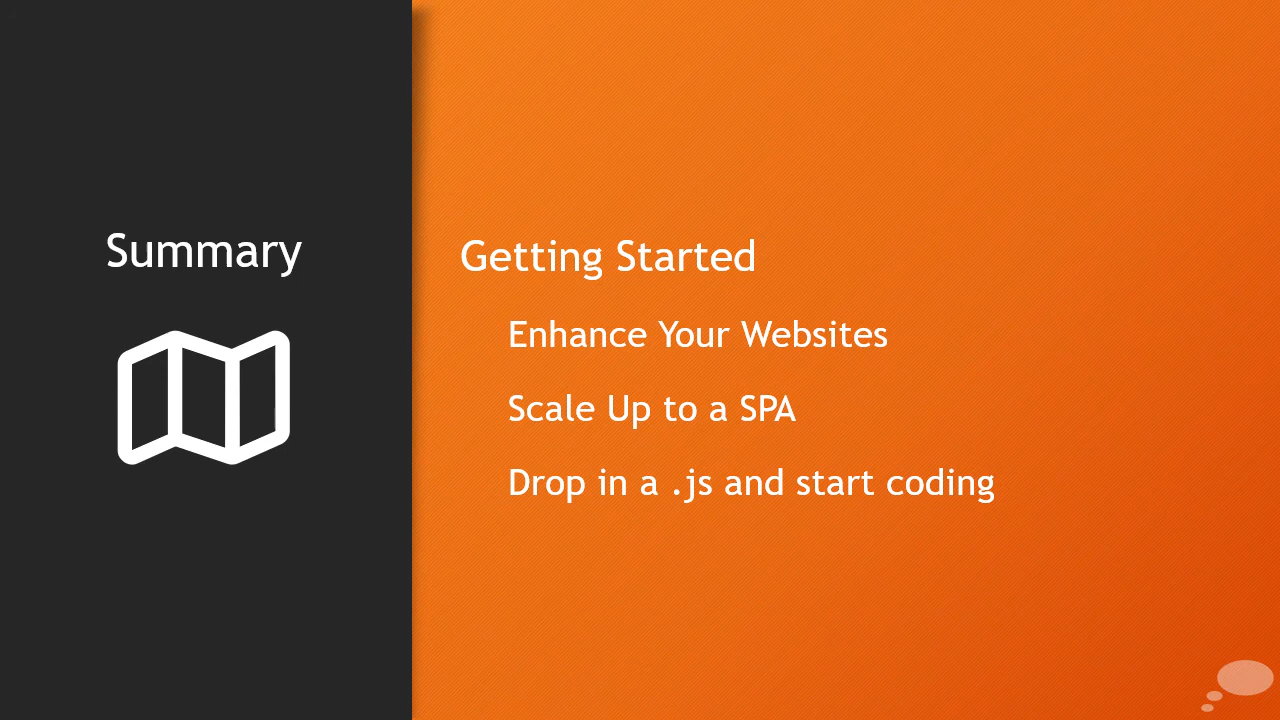 Summary
Getting Started
Enhance Your Websites
Scale Up to a SPA
Drop in a .js and start coding